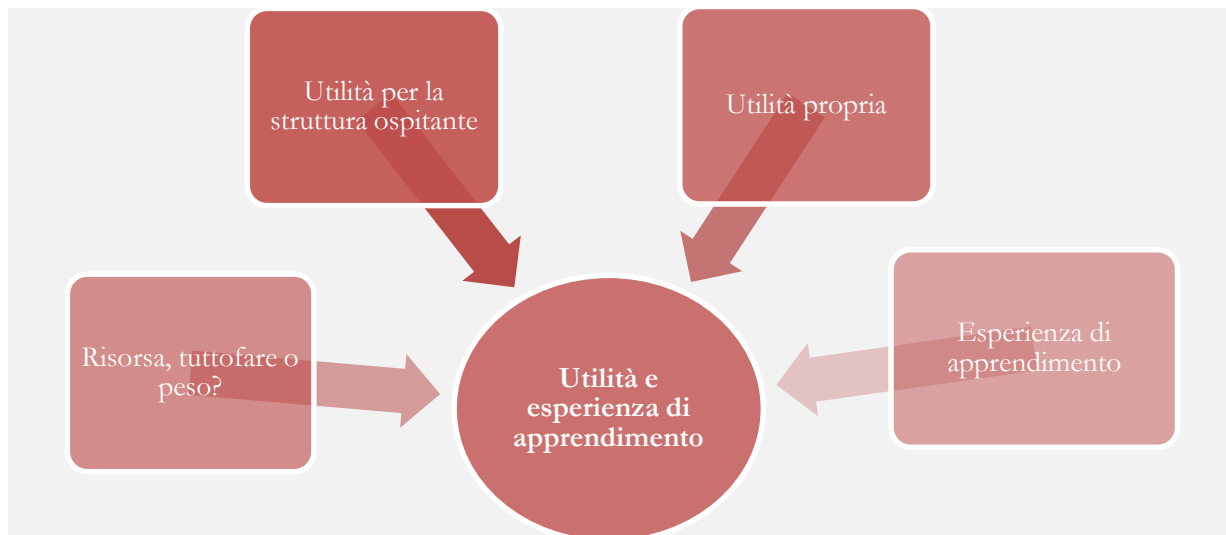 Utilità per la
struttura ospitante
Utilità propria
Risorsa, tuttofare o
peso?
Esperienza di
apprendimento
Utilità e
esperienza di
apprendimento